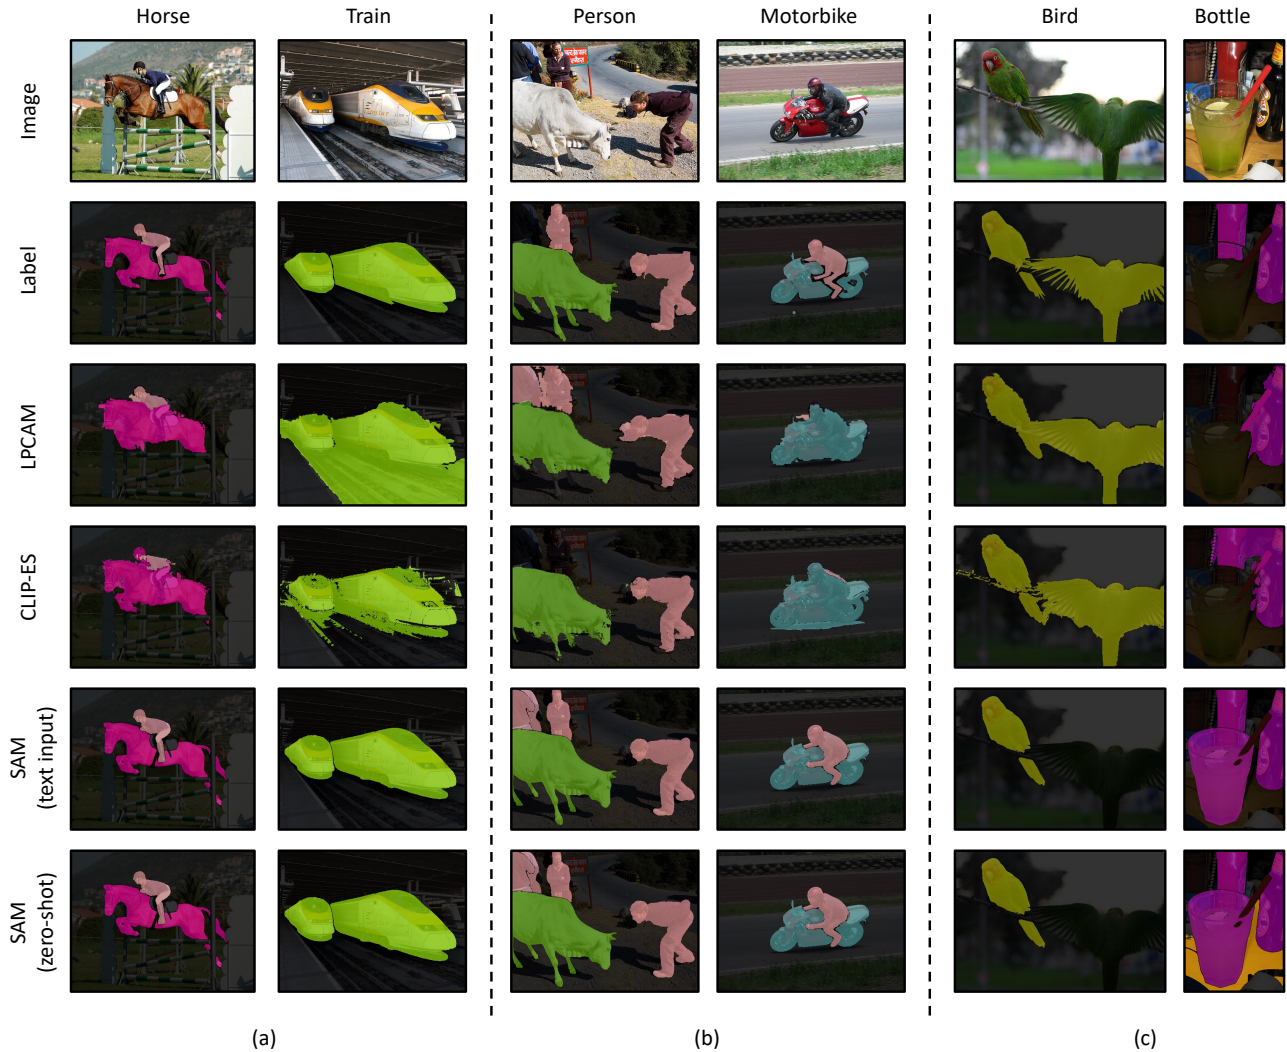 Horse Train Person Motorbike Bird Bottle
Image
Label
LPCAM
CLIP-ES
SAM
(text input)
SAM
(zero-shot)
(a) (b) (c)